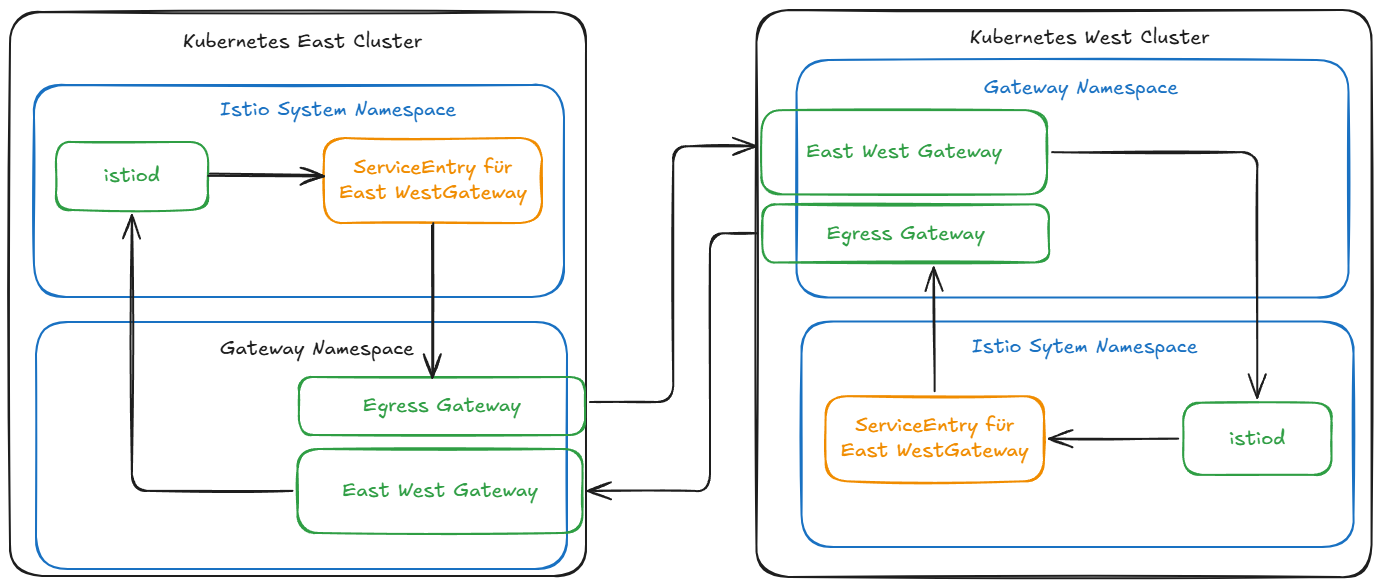 Kubernetes East Cluster
Istio System Namespace
istiod
ServiceEntry für
East WestGateway
Gateway Namespace
Egress Gateway
East West Gateway
Kubernetes West Cluster
Gateway Namespace
East West Gateway
Egress Gateway
Istio Sytem Namespace
ServiceEntry für
East WestGateway
istiod